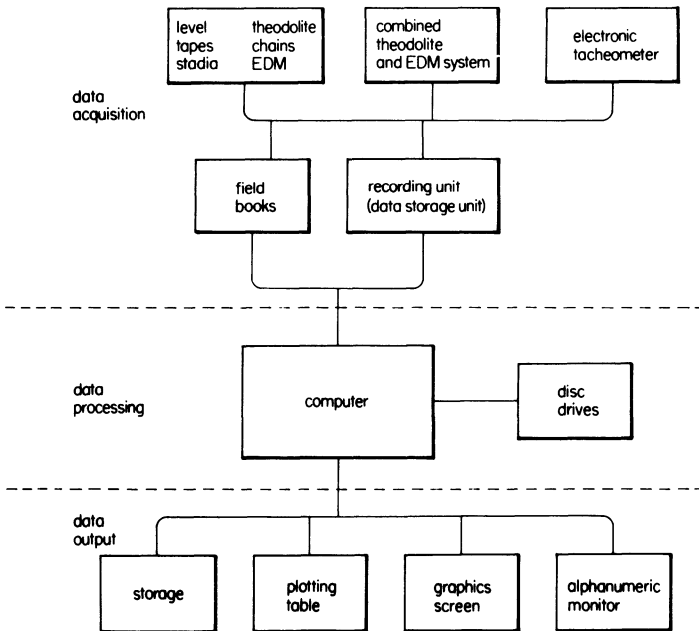 level theodolite
tapes chains
stadia EDM
combined
theodolite
and EDM system
electronic
tacheometer
data
acquisition
field
books
recording unit
(data storage unit)
data
processing
computer
disc
drives
data
output
storage
plotting
table
graphics
screen
alphanumeric
monitor